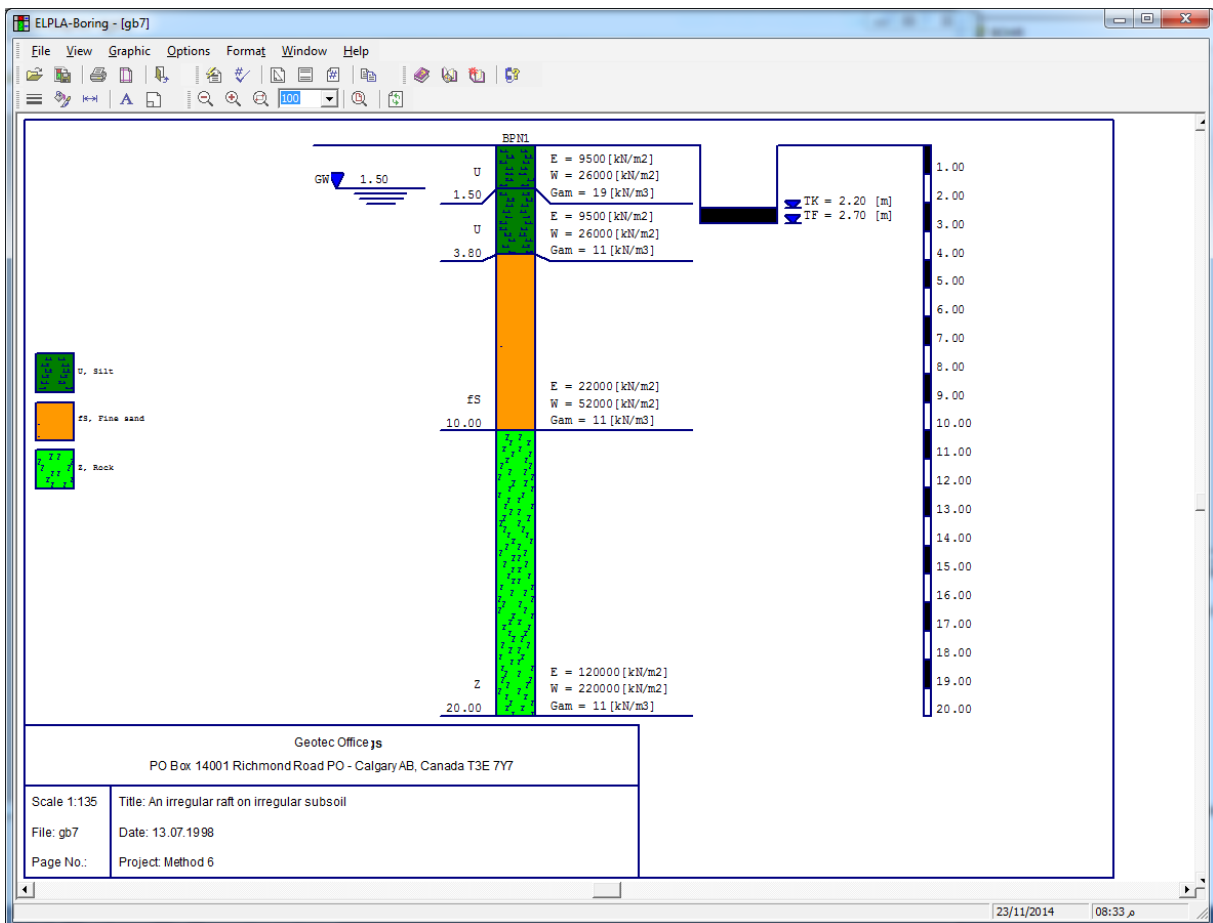 ELPLA-Boring - [gb7]
File View Graphic Options Format Window Help
100
BPN1
GW 1.50
U
1.50
E = 9500[kN/m2]
W = 26000[kN/m2]
Gam = 19[kN/m3]
U
3.80
E = 9500[kN/m2]
W = 26000[kN/m2]
Gam = 11[kN/m3]
TK = 2.20 [m]
TF = 2.70 [m]
fS
10.00
E = 22000[kN/m2]
W = 52000[kN/m2]
Gam = 11[kN/m3]
Z
20.00
E = 120000[kN/m2]
W = 220000[kN/m2]
Gam = 11[kN/m3]
U, Silt
fS, Fine sand
Z, Rock
1.00
2.00
3.00
4.00
5.00
6.00
7.00
8.00
9.00
10.00
11.00
12.00
13.00
14.00
15.00
16.00
17.00
18.00
19.00
20.00
Geotec Office
PO Box 14001 Richmond Road PO - Calgary AB, Canada T3E 7Y7
Scale 1:135 Title: An irregular raft on irregular subsoil
File: gb7 Date: 13.07.1998
Page No.: Project: Method 6
23/11/2014 08:33 م